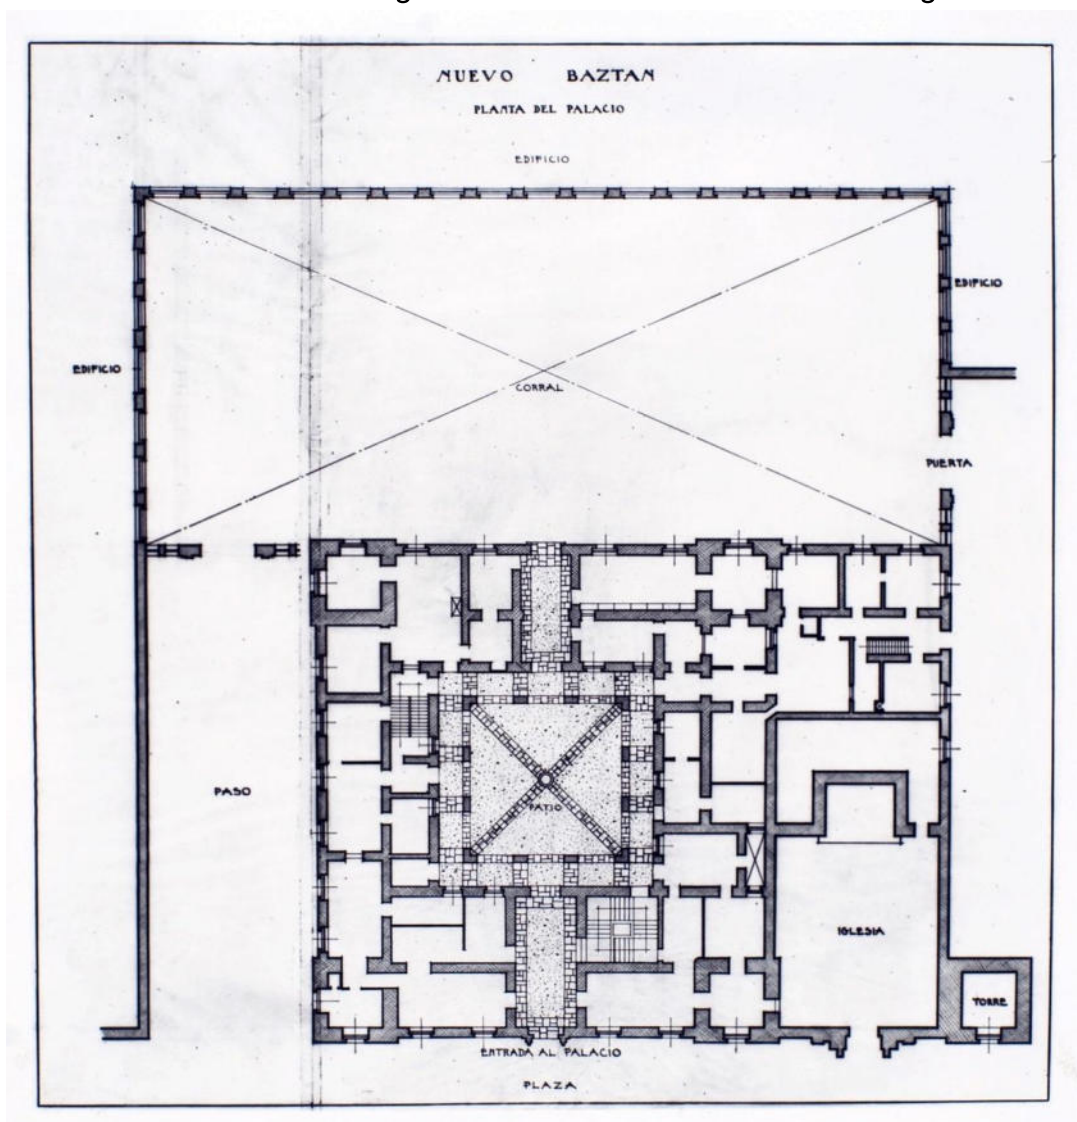 NUEVO BAZTAN
PLANTA DEL PALACIO
EDIFICIO
EDIFICIO
EDIFICIO
CORRAL
PUERTA
PASO
PATIO
IGLESIA
TORRE
ENTRADA AL PALACIO
PLAZA